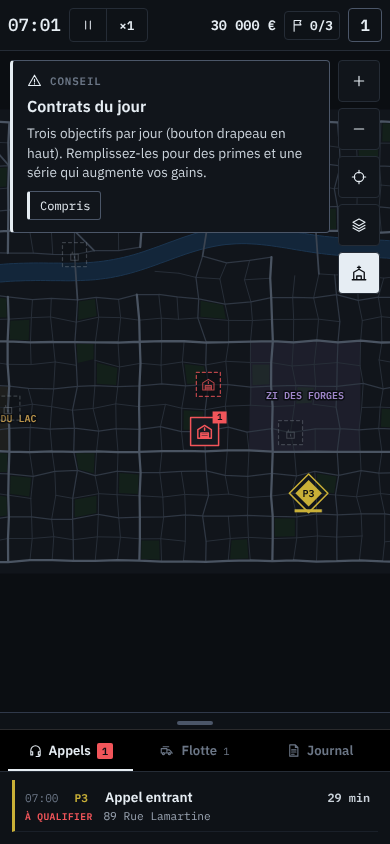 07:01 ×1 30 000 € 0/3 1
CONSEIL
Contrats du jour
Trois objectifs par jour (bouton drapeau en
haut). Remplissez-les pour des primes et une
série qui augmente vos gains.
Compris
ZI DES FORGES
1
DU LAC
P3
Appels 1 Flotte 1 Journal
07:00 P3 Appel entrant 29 min
À QUALIFIER 89 Rue Lamartine